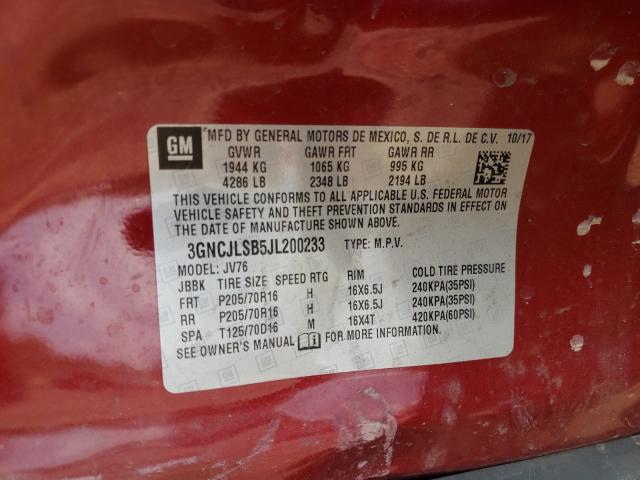 GM *MFD BY GENERAL MOTORS DE MEXICO, S. DE R.L. DE C.V. 10/17
GVWR GAWR FRT GAWR RR
1944 KG 1065 KG 995 KG
4286 LB 2348 LB 2194 LB
THIS VEHICLE CONFORMS TO ALL APPLICABLE U.S. FEDERAL MOTOR
VEHICLE SAFETY AND THEFT PREVENTION STANDARDS IN EFFECT
ON THE DATE OF MANUFACTURE SHOWN ABOVE.
3GNCJLSB5JL200233 TYPE: M.P.V.
MODEL: JV76
JBBK TIRE SIZE SPEED RTG RIM COLD TIRE PRESSURE
FRT P205/70R16 H 16X6.5J 240KPA(35PSI)
RR P205/70R16 H 16X6.5J 240KPA(35PSI)
SPA T125/70D16 M 16X4T 420KPA(60PSI)
SEE OWNER'S MANUAL FOR MORE INFORMATION.